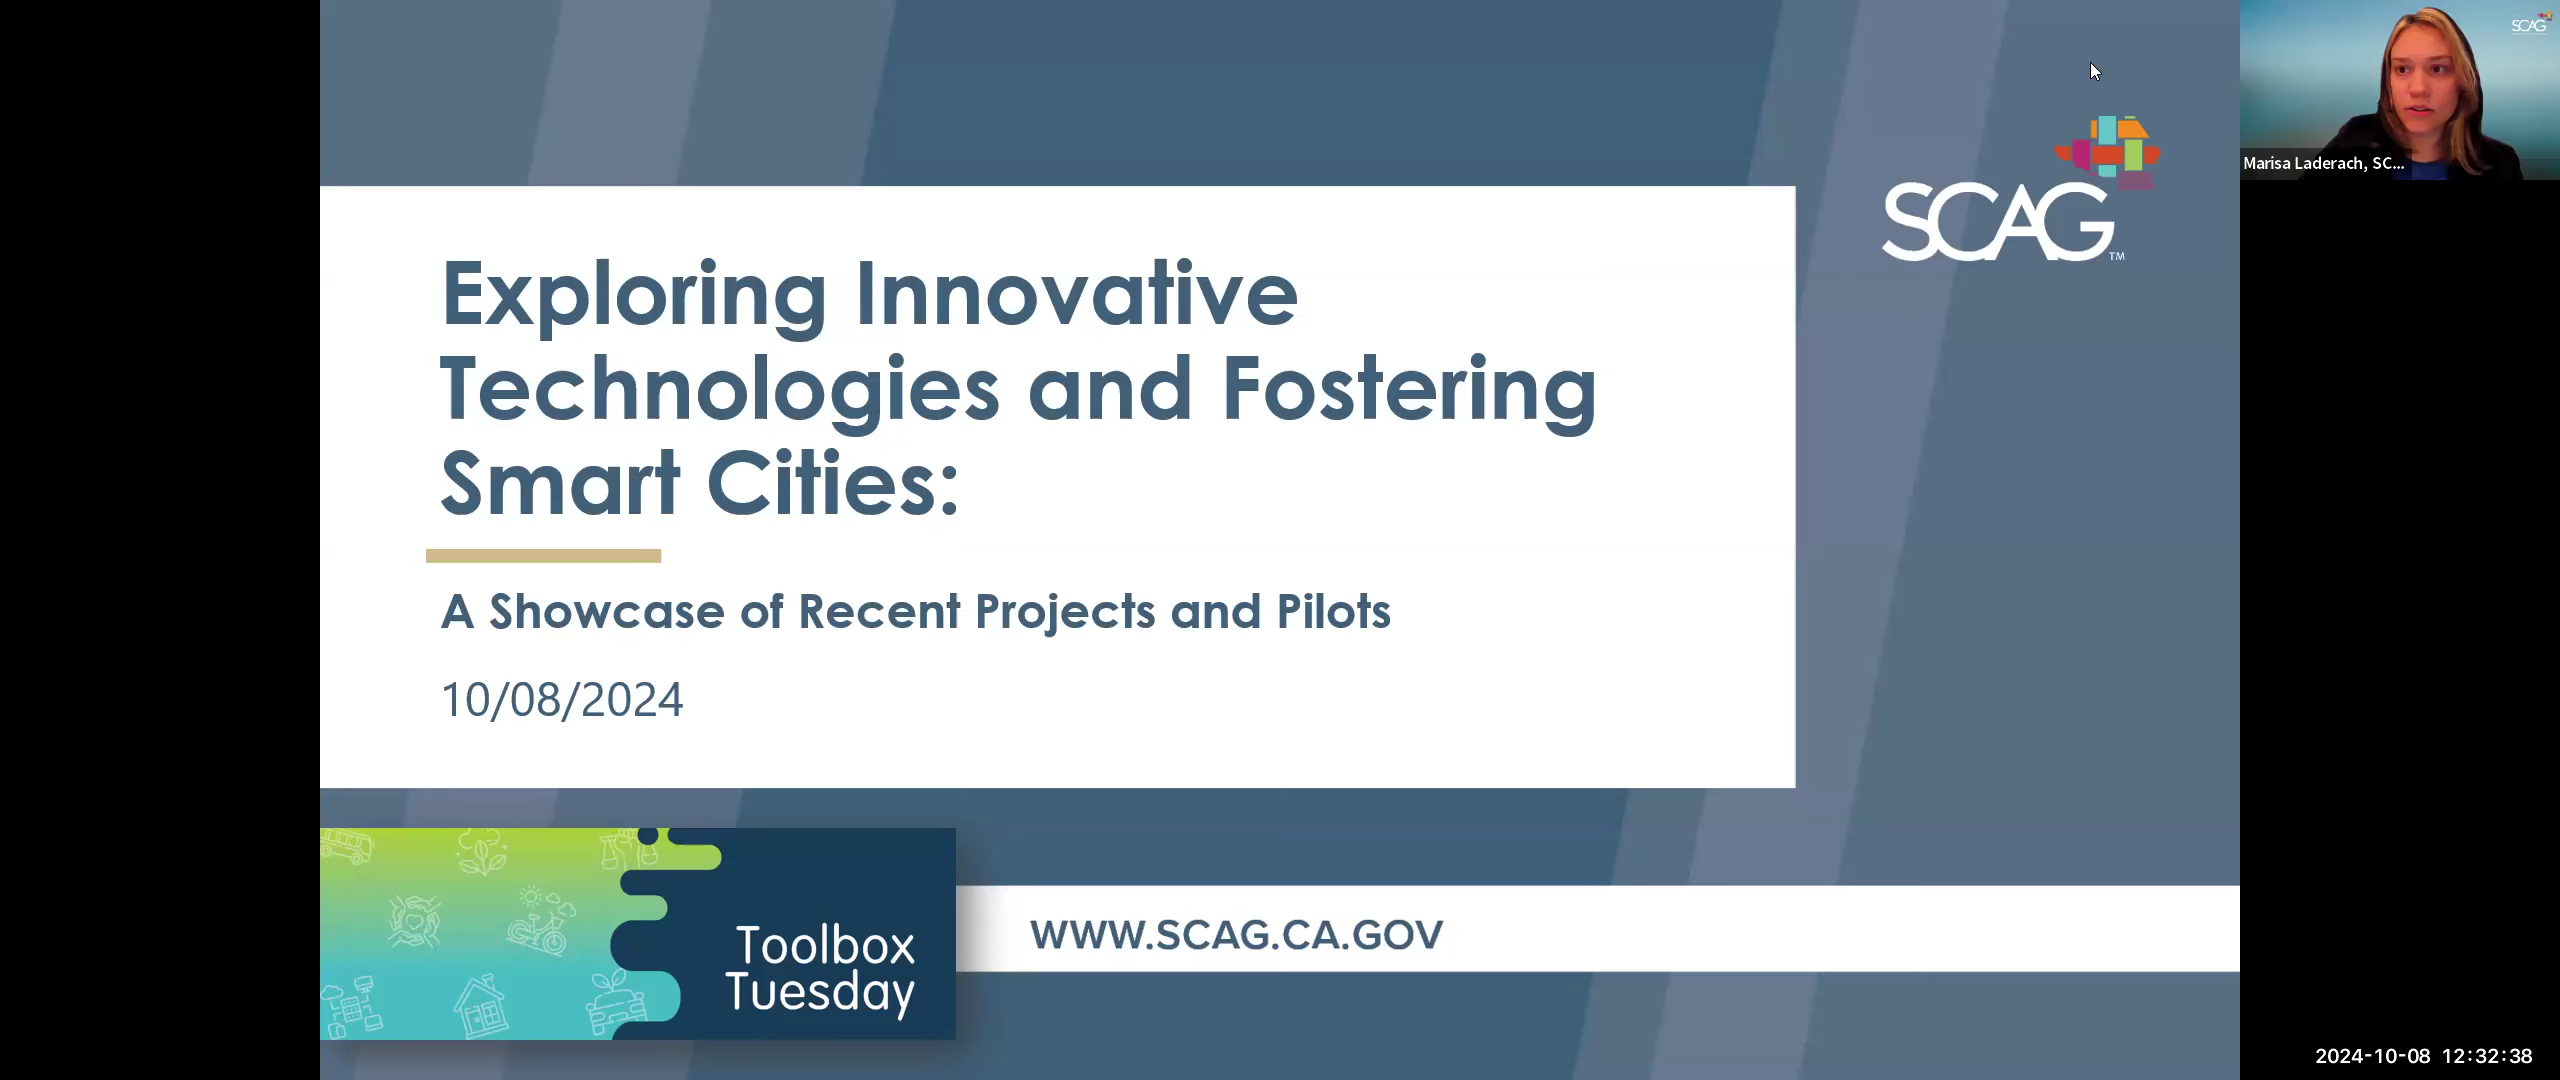 SCAG
Marisa Laderach, SC...
SCAG™
Exploring Innovative
Technologies and Fostering
Smart Cities:
A Showcase of Recent Projects and Pilots
10/08/2024
Toolbox
Tuesday
WWW.SCAG.CA.GOV
2024-10-08 12:32:38